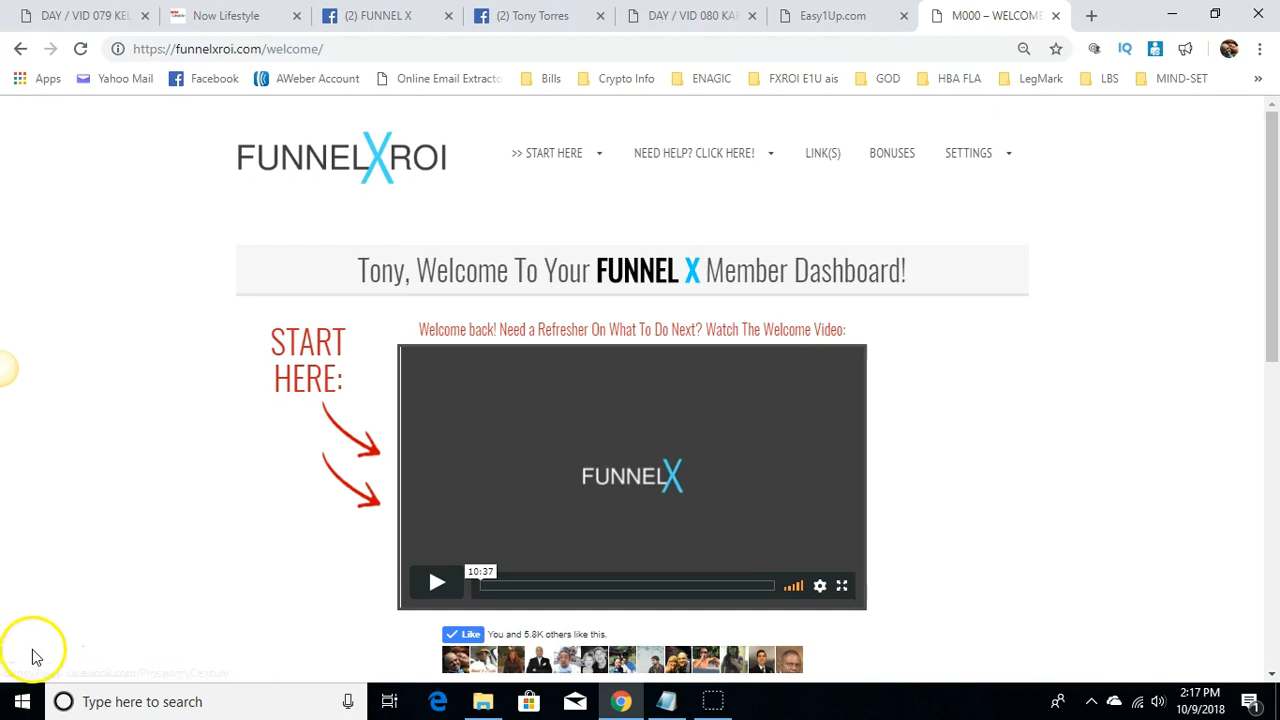 DAY / VID 079 KEL
Now Lifestyle
(2) FUNNEL X
(2) Tony Torres
DAY / VID 080 KAR
Easy1Up.com
M000 – WELCOME
https://funnelxroi.com/welcome/
Apps
Yahoo Mail
Facebook
AWeber Account
Online Email Extracto
Bills
Crypto Info
ENAGIC
FXROI E1U ais
GOD
HBA FLA
LegMark
LBS
MIND-SET
FUNNELXROI
>> START HERE
NEED HELP? CLICK HERE!
LINK(S)
BONUSES
SETTINGS
Tony, Welcome To Your FUNNEL X Member Dashboard!
START
HERE:
Welcome back! Need a Refresher On What To Do Next? Watch The Welcome Video:
FUNNELX
10:37
Like
You and 5.8K others like this.
Type here to search
2:17 PM
10/9/2018
1